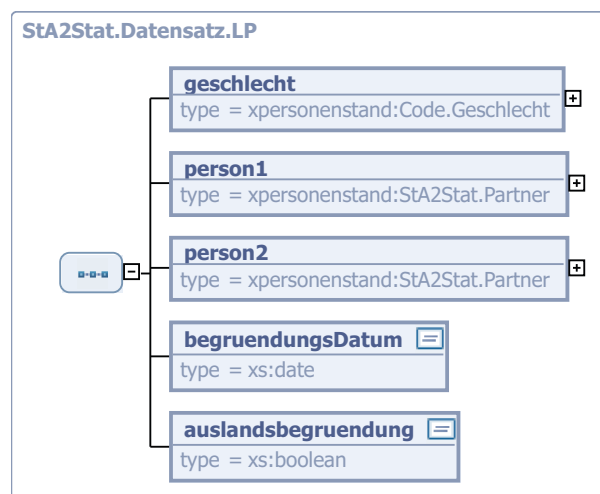 StA2Stat.Datensatz.LP
geschlecht
type = xpersonenstand:Code.Geschlecht
person1
type = xpersonenstand:StA2Stat.Partner
person2
type = xpersonenstand:StA2Stat.Partner
begruendungsDatum
type = xs:date
auslandsbegruendung
type = xs:boolean